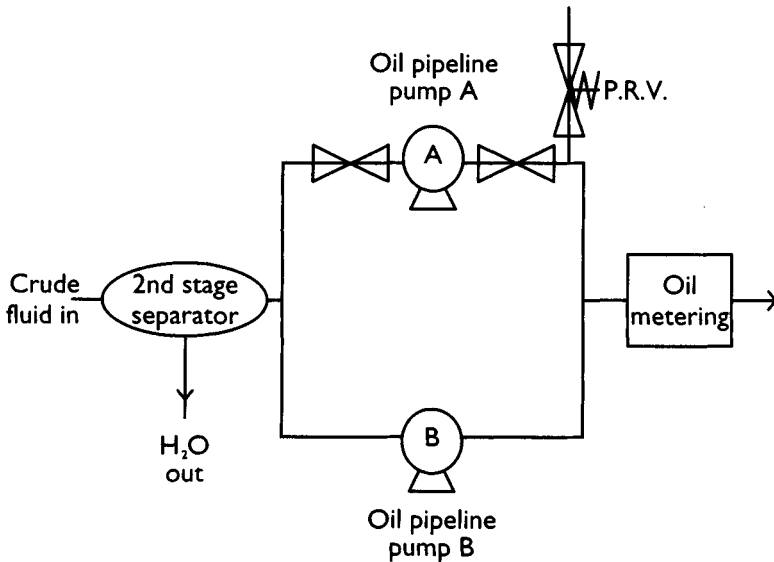 Oil pipeline
pump A
P.R.V.
A
Crude
fluid in
2nd stage
separator
Oil
metering
H₂O
out
B
Oil pipeline
pump B